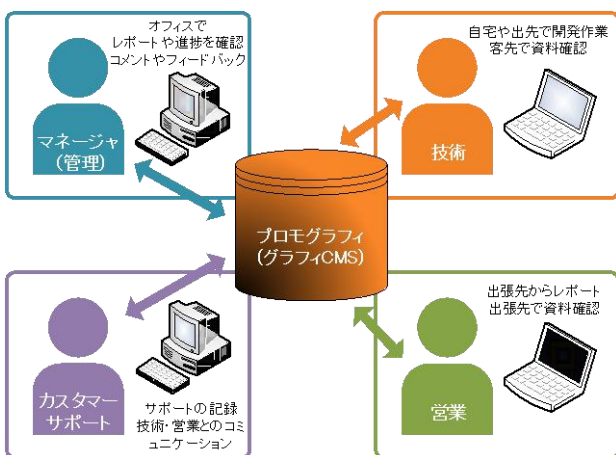 オフィスで
レポートや進捗を確認
コメントやフィードバック
マネージャ
(管理)
自宅や出先で開発作業
客先で資料確認
技術
プロモグラフィ
(グラフィCMS)
カスタマー
サポート
サポートの記録
技術・営業とのコミ
ュニケーション
出張先からレポート
出張先で資料確認
営業